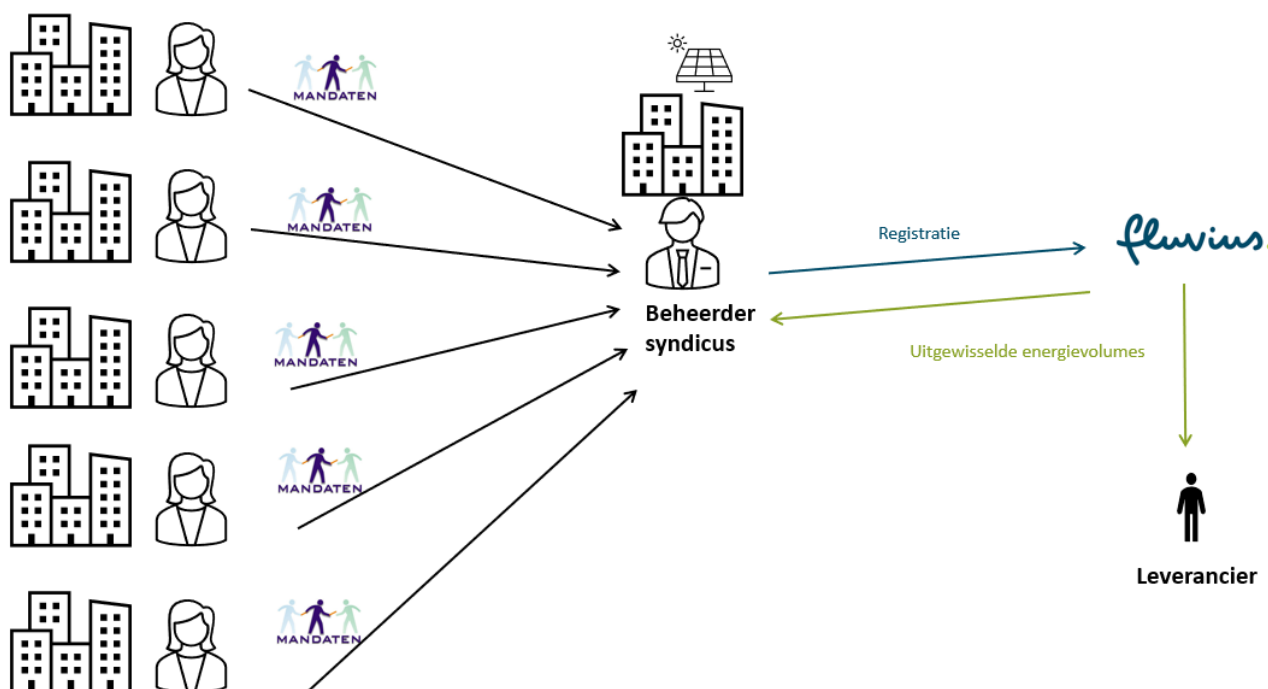 MANDATEN
MANDATEN
MANDATEN
MANDATEN
MANDATEN
Beheerder
syndicus
Registratie
fluvius.
Uitgewisselde energievolumes
Leverancier